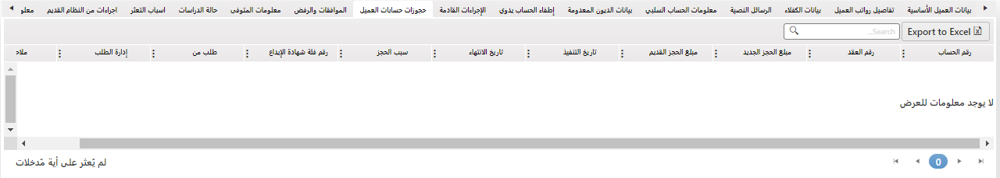 بيانات العميل الأساسية تفاصيل رواتب العميل بيانات الكفلاء الرسائل النصية معلومات الحساب السلبي بيانات الديون المعدومة إطفاء الحساب يدوي الإجراءات القادمة حجوزات حسابات العميل الموافقات والرفض معلومات المتوفى حالة الدراسات اسباب التعثر اجراءات من النظام القديم معلو
Export to Excel Search...
رقم الحساب رقم العقد مبلغ الحجز الجديد مبلغ الحجز القديم تاريخ التنفيذ تاريخ الانتهاء سبب الحجز رقم فئة شهادة الإيداع طلب من إدارة الطلب ملاح
لا يوجد معلومات للعرض
0 لم يُعثر على أية مُدخلات